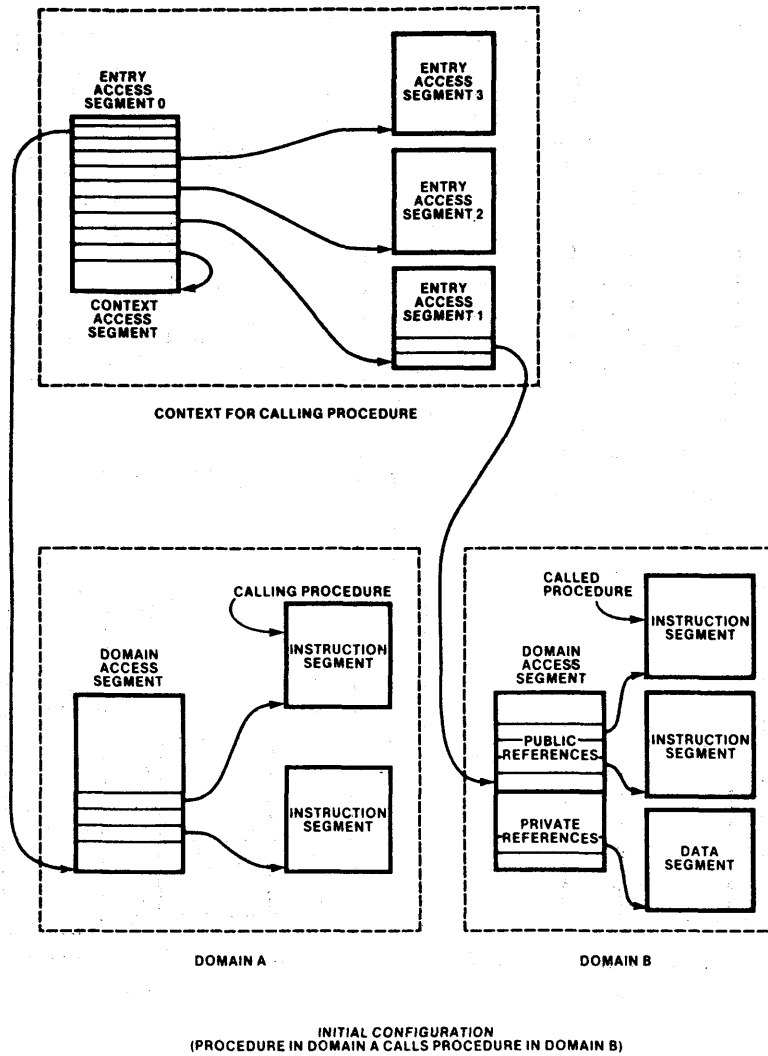 ENTRY
ACCESS
SEGMENT 0
ENTRY
ACCESS
SEGMENT 3
ENTRY
ACCESS
SEGMENT 2
ENTRY
ACCESS
SEGMENT 1
CONTEXT
ACCESS
SEGMENT
CONTEXT FOR CALLING PROCEDURE
CALLING PROCEDURE
INSTRUCTION
SEGMENT
DOMAIN
ACCESS
SEGMENT
INSTRUCTION
SEGMENT
DOMAIN A
CALLED
PROCEDURE
INSTRUCTION
SEGMENT
DOMAIN
ACCESS
SEGMENT
PUBLIC
REFERENCES
INSTRUCTION
SEGMENT
PRIVATE
REFERENCES
DATA
SEGMENT
DOMAIN B
INITIAL CONFIGURATION
(PROCEDURE IN DOMAIN A CALLS PROCEDURE IN DOMAIN B)